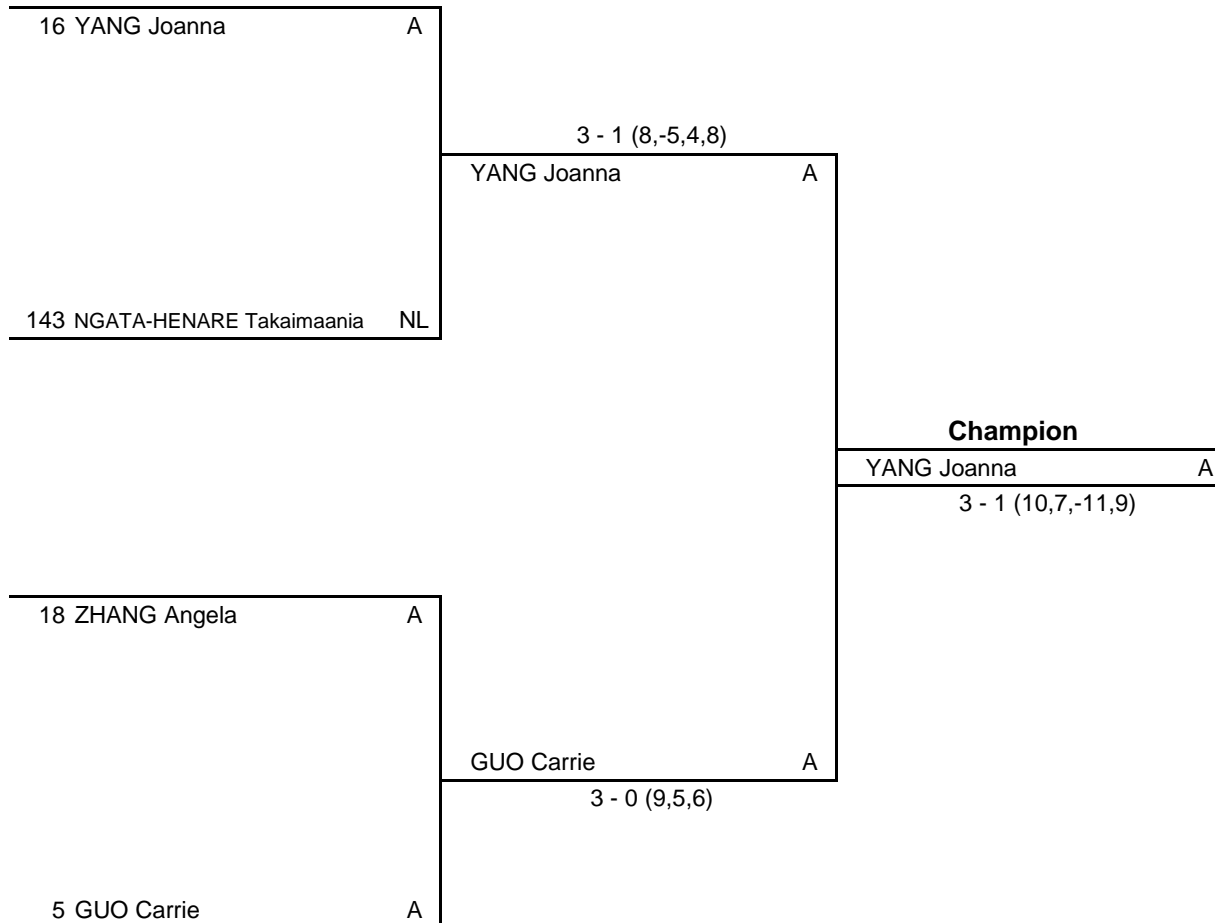 16 YANG Joanna A
3 - 1 (8,-5,4,8)
YANG Joanna A
143 NGATA-HENARE Takaimaania NL
Champion
YANG Joanna A
3 - 1 (10,7,-11,9)
18 ZHANG Angela A
GUO Carrie A
3 - 0 (9,5,6)
5 GUO Carrie A